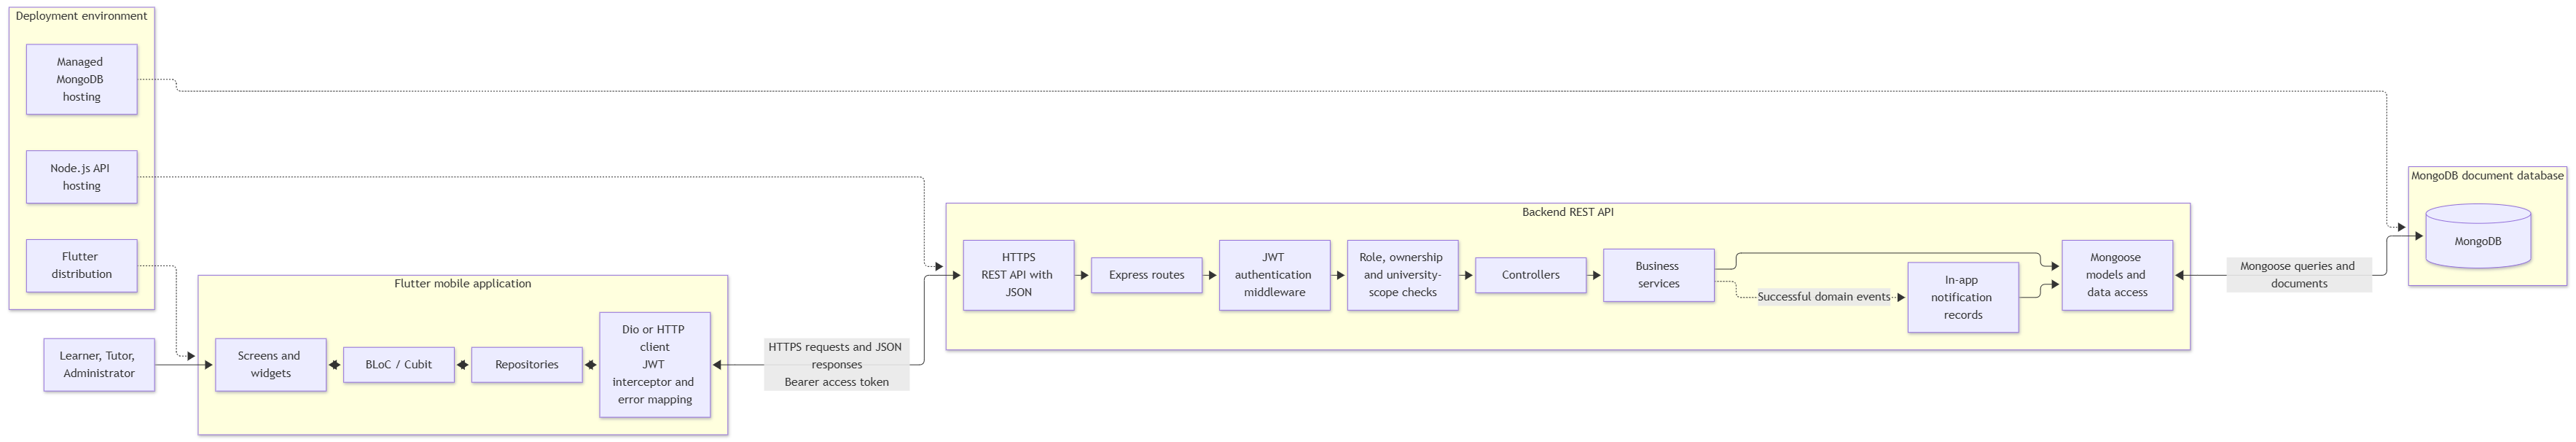 Deployment environment
Managed
MongoDB
hosting
Node.js API
hosting
Flutter
distribution
Learner, Tutor,
Administrator
Flutter mobile application
Screens and
widgets
BLoC / Cubit
Repositories
Dio or HTTP
client
JWT
interceptor and
error mapping
HTTPS requests and JSON
responses
Bearer access token
Backend REST API
HTTPS
REST API with
JSON
Express routes
JWT
authentication
middleware
Role, ownership
and university-
scope checks
Controllers
Business
services
Successful domain events
In-app
notification
records
Mongoose
models and
data access
Mongoose queries and
documents
MongoDB document database
MongoDB